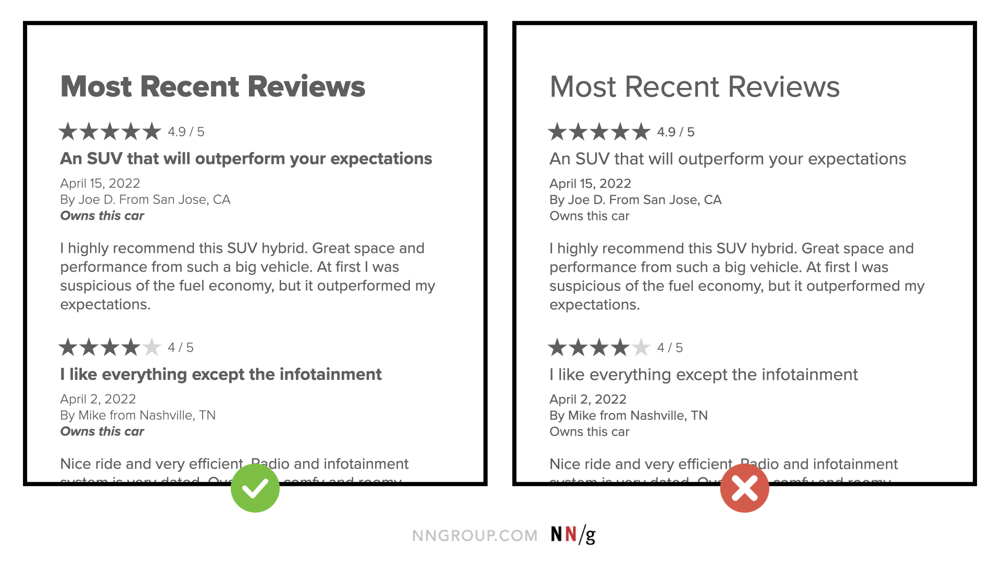 Most Recent Reviews
4.9 / 5
An SUV that will outperform your expectations
April 15, 2022
By Joe D. From San Jose, CA
Owns this car
I highly recommend this SUV hybrid. Great space and
performance from such a big vehicle. At first I was
suspicious of the fuel economy, but it outperformed my
expectations.
4 / 5
I like everything except the infotainment
April 2, 2022
By Mike from Nashville, TN
Owns this car
Nice ride and very efficient. Radio and infotainment
system is very dated. comfy and roomy
Most Recent Reviews
4.9 / 5
An SUV that will outperform your expectations
April 15, 2022
By Joe D. From San Jose, CA
Owns this car
I highly recommend this SUV hybrid. Great space and
performance from such a big vehicle. At first I was
suspicious of the fuel economy, but it outperformed my
expectations.
4 / 5
I like everything except the infotainment
April 2, 2022
By Mike from Nashville, TN
Owns this car
Nice ride and very efficient. Radio and infotainment
system is very dated. comfy and roomy
NNGROUP.COM NN/g